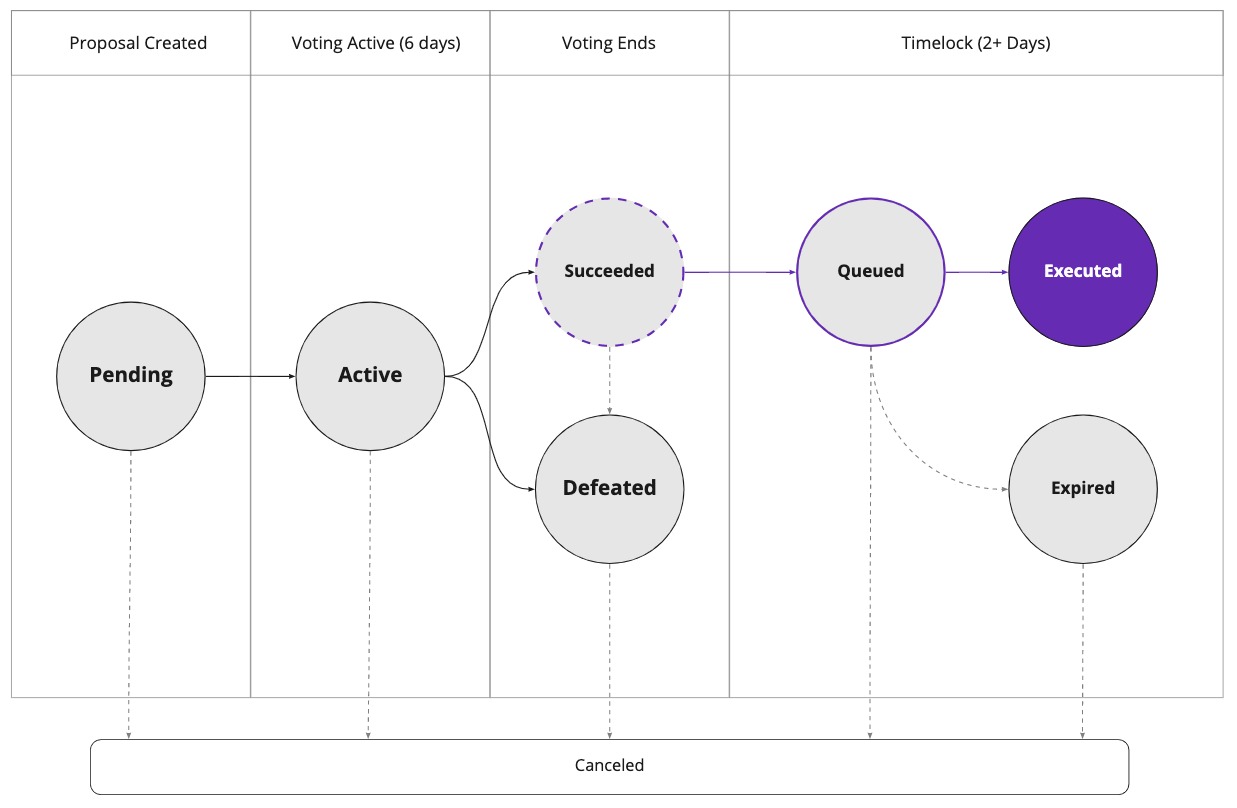 Proposal Created
Voting Active (6 days)
Voting Ends
Timelock (2+ Days)
Succeeded
Queued
Executed
Pending
Active
Defeated
Expired
Canceled